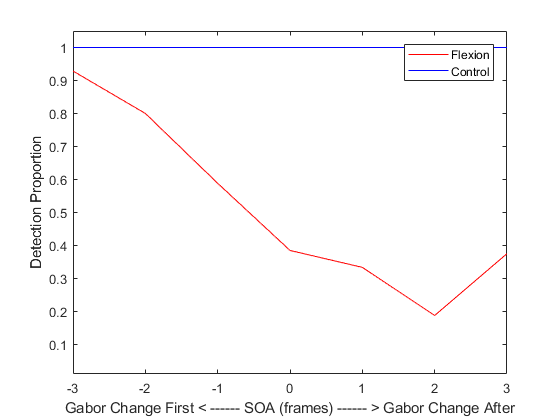 1
0.9
0.8
0.7
0.6
0.5
0.4
0.3
0.2
0.1
Detection Proportion
Flexion
Control
-3 -2 -1 0 1 2 3
Gabor Change First < ------ SOA (frames) ------ > Gabor Change After